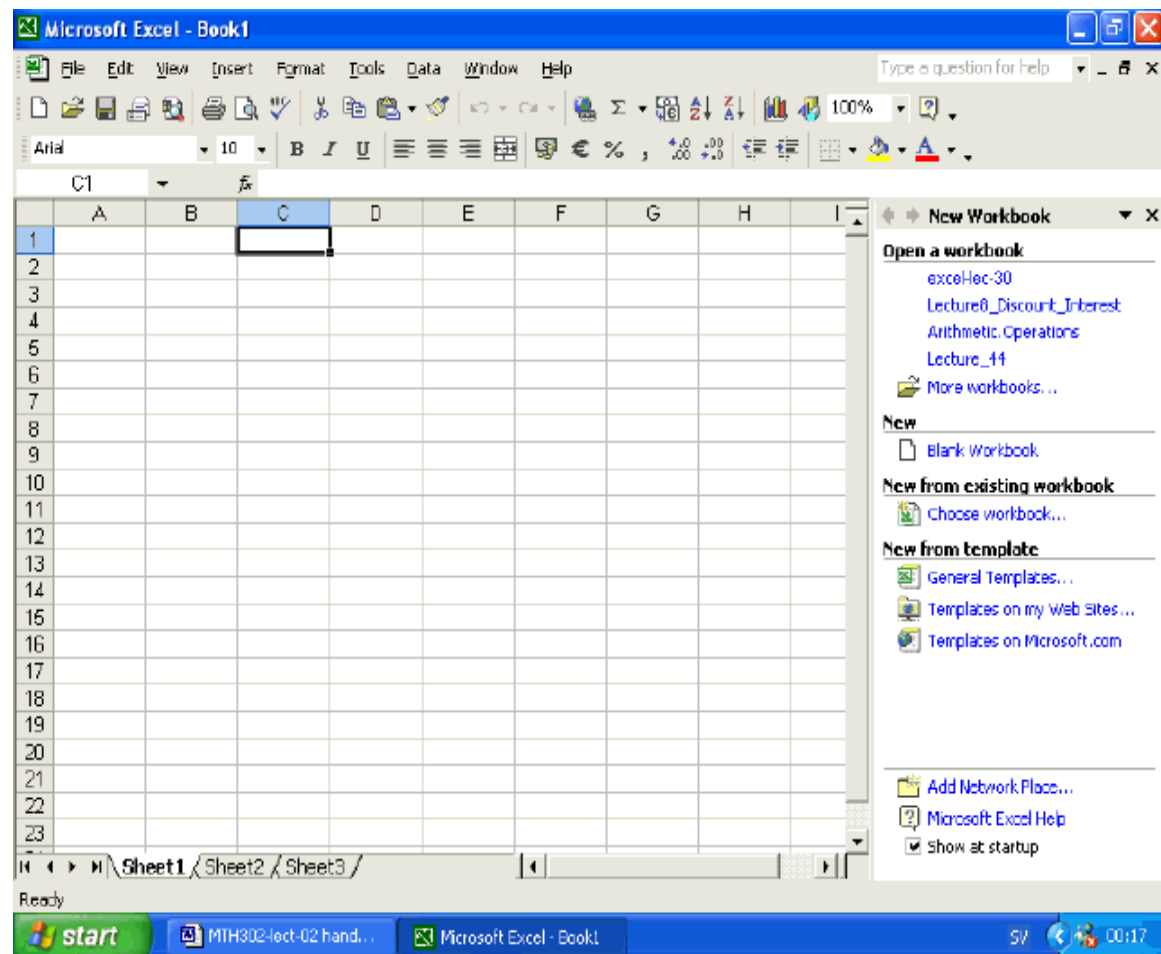 Microsoft Excel - Book1
File Edit View Insert Format Tools Data Window Help Type a question for help
100%
Arial 10 B I U € % ,
C1 fx
A B C D E F G H I
New Workbook
Open a workbook
excel-lec-30
Lecture8_Discount_Interest
Arithmetic.Operations
Lecture_44
More workbooks...
New
Blank Workbook
New from existing workbook
Choose workbook...
New from template
General Templates...
Templates on my Web Sites...
Templates on Microsoft.com
Add Network Place...
Microsoft Excel Help
Show at startup
1
2
3
4
5
6
7
8
9
10
11
12
13
14
15
16
17
18
19
20
21
22
23
Sheet1 Sheet2 Sheet3
Ready
start MTH302-lect-02 hand... Microsoft Excel - Book1 SV 00:17